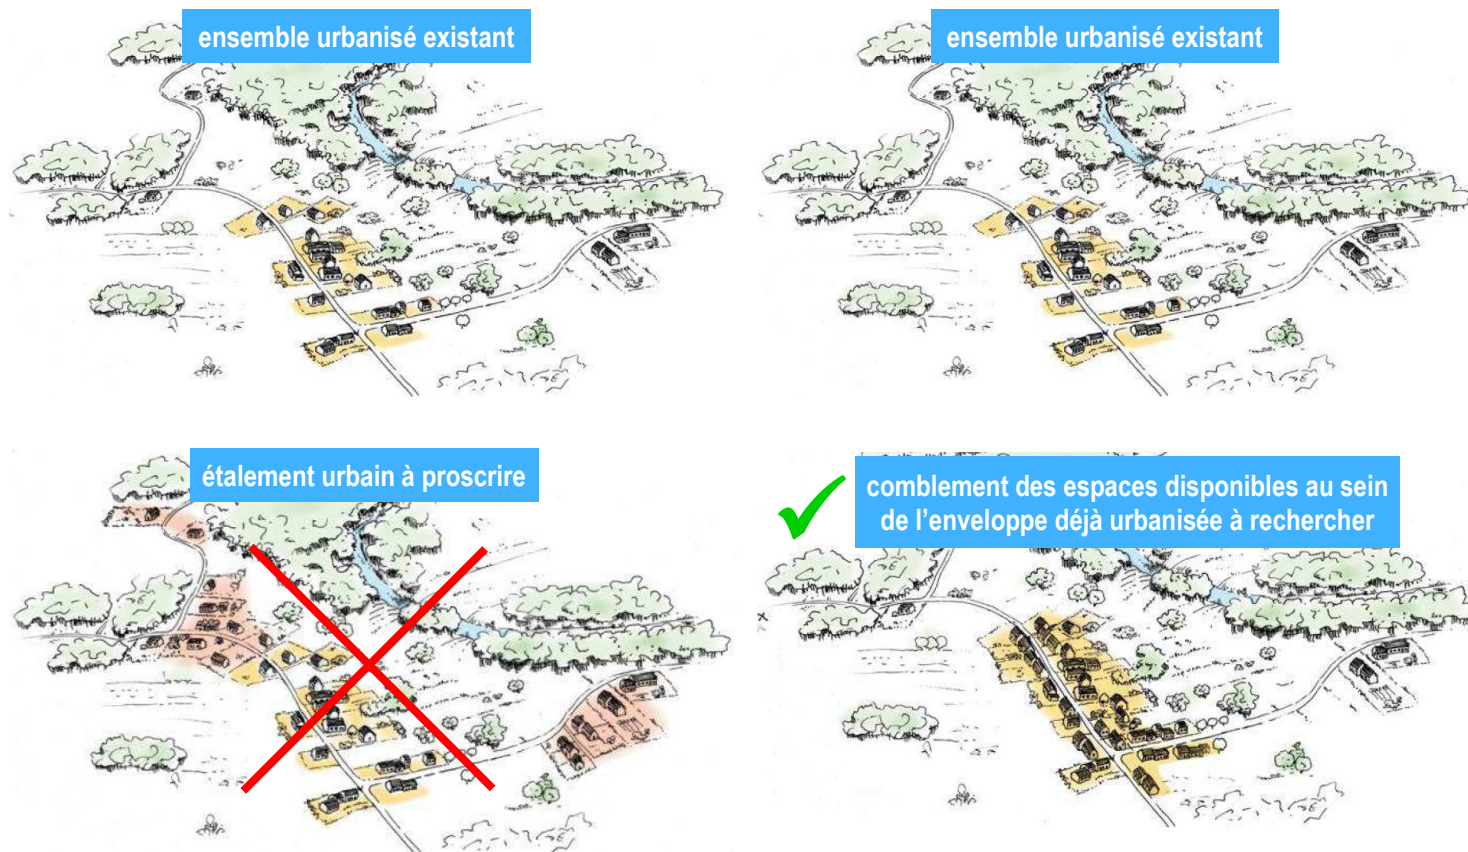 ensemble urbanisé existant
ensemble urbanisé existant
étalement urbain à proscrire
comblement des espaces disponibles au sein
de l'enveloppe déjà urbanisée à rechercher